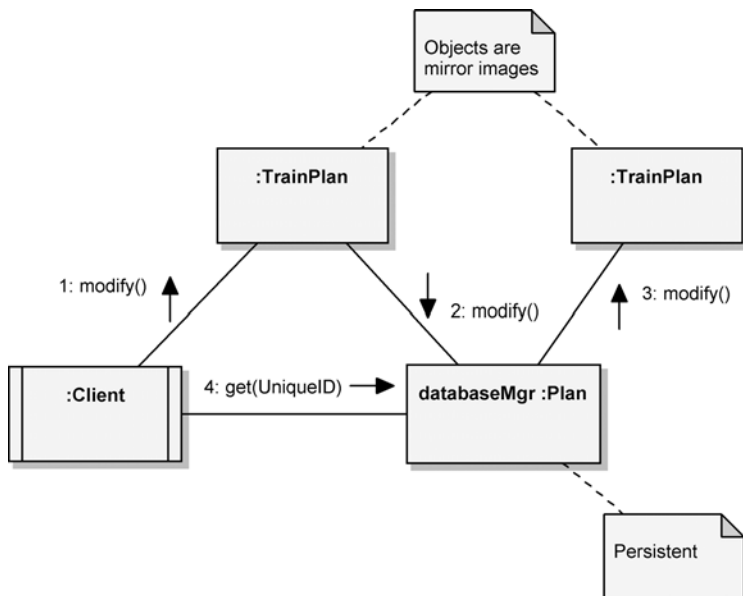 Objects are
mirror images
:TrainPlan
:TrainPlan
1: modify()
2: modify()
3: modify()
:Client
4: get(UniqueID)
databaseMgr :Plan
Persistent